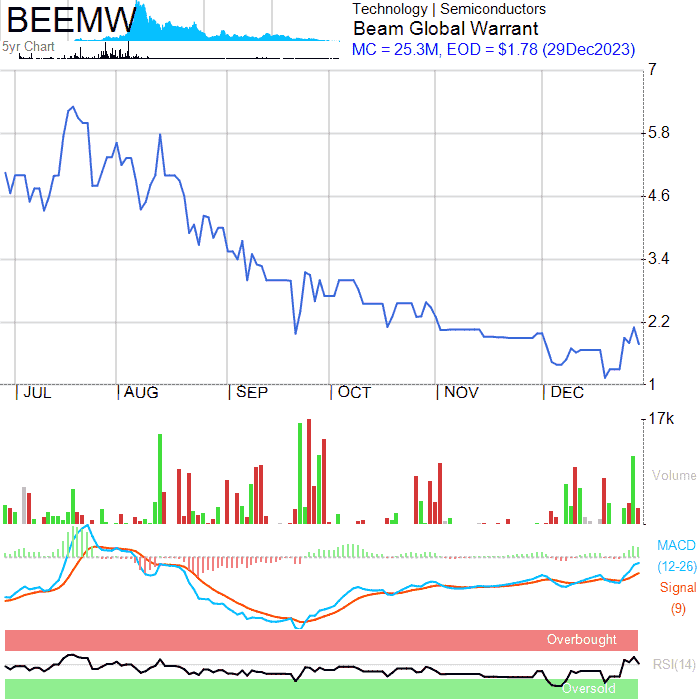 BEEMW
5yr Chart
Technology | Semiconductors
Beam Global Warrant
MC = 25.3M, EOD = $1.78 (29Dec2023)
7
5.8
4.6
3.4
2.2
1
JUL AUG SEP OCT NOV DEC
17k
Volume
MACD
(12-26)
Signal
(9)
Overbought
RSI(14)
Oversold